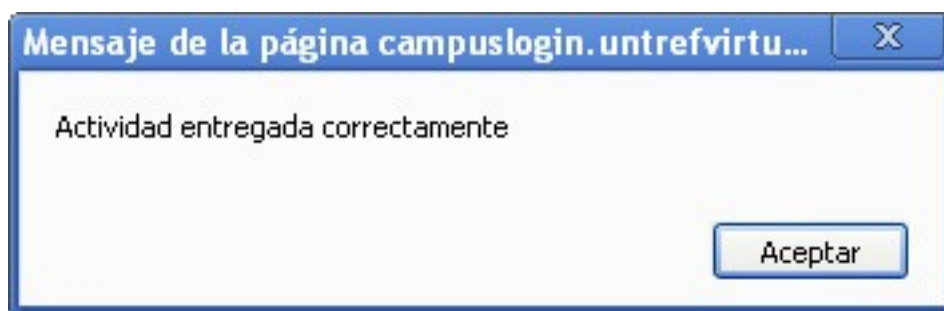 Mensaje de la página campuslogin.untrefvirtu...
Actividad entregada correctamente
Aceptar